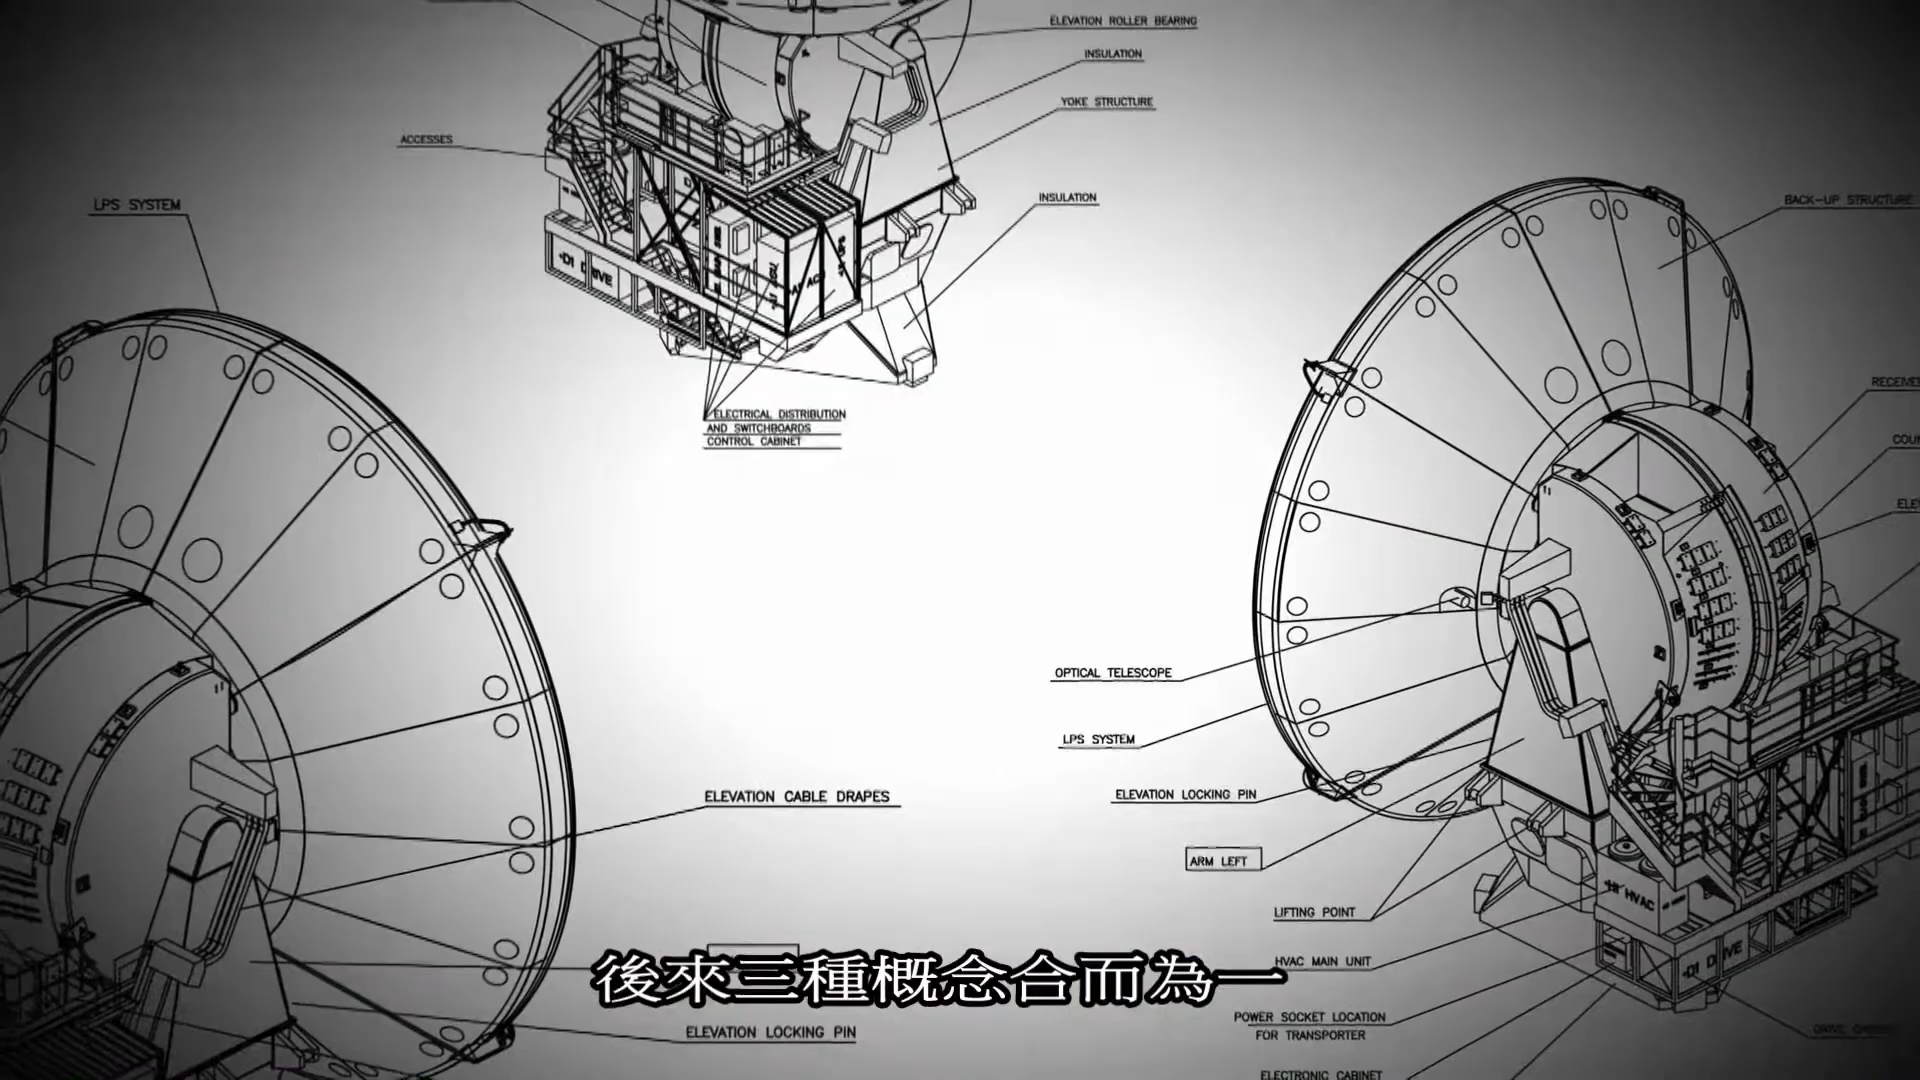 ELEVATION ROLLER BEARING
INSULATION
YOKE STRUCTURE
ACCESSES
INSULATION
LPS SYSTEM
BACK-UP STRUCTURE
ELECTRICAL DISTRIBUTION
AND SWITCHBOARDS
CONTROL CABINET
OPTICAL TELESCOPE
LPS SYSTEM
ELEVATION LOCKING PIN
ELEVATION CABLE DRAPES
ARM LEFT
LIFTING POINT
HVAC
HVAC MAIN UNIT
後來三種概念合而為一
POWER SOCKET LOCATION
FOR TRANSPORTER
ELEVATION LOCKING PIN
ELECTRONIC CABINET